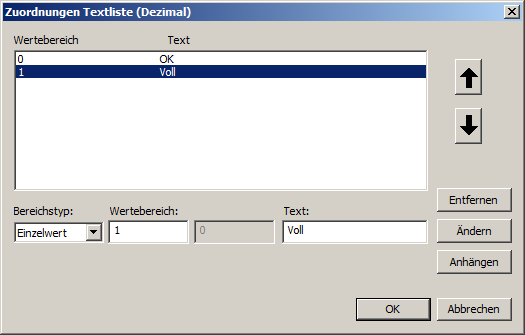 Zuordnungen Textliste (Dezimal)
Wertebereich Text
0 OK
1 Voll
Entfernen
Bereichstyp: Wertebereich: Text:
Einzelwert 1 0 Voll
Ändern
Anhängen
OK Abbrechen